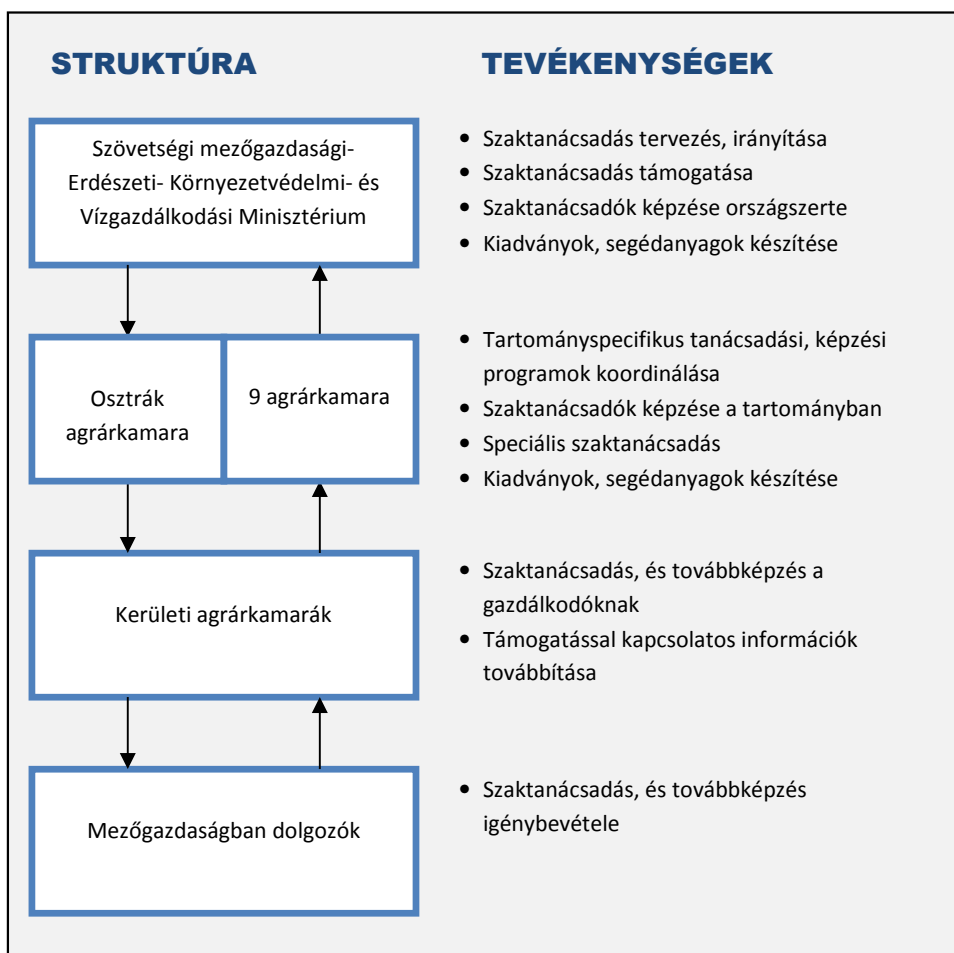 STRUKTÚRA
TEVÉKENYSÉGEK
Szövetségi mezőgazdasági-
Erdészeti- Környezetvédelmi- és
Vízgazdálkodási Minisztérium
• Szaktanácsadás tervezés, irányítása
• Szaktanácsadás támogatása
• Szaktanácsadók képzése országszerte
• Kiadványok, segédanyagok készítése
Osztrák
agrárkamara
9 agrárkamara
• Tartományspecifikus tanácsadási, képzési
programok koordinálása
• Szaktanácsadók képzése a tartományban
• Speciális szaktanácsadás
• Kiadványok, segédanyagok készítése
Kerületi agrárkamarák
• Szaktanácsadás, és továbbképzés a
gazdálkodóknak
• Támogatással kapcsolatos információk
továbbítása
Mezőgazdaságban dolgozók
• Szaktanácsadás, és továbbképzés
igénybevétele